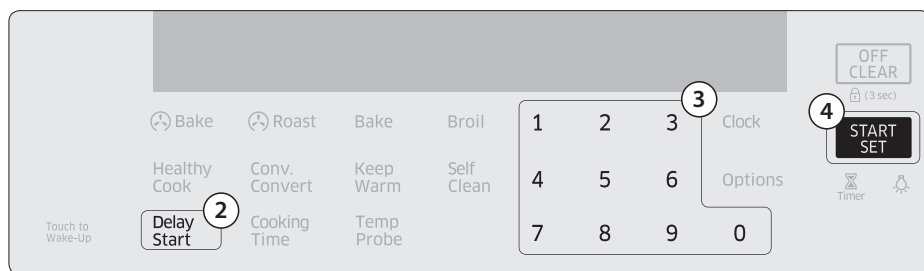 OFF
CLEAR
(3 sec)
3
4
Bake Roast Bake Broil 1 2 3 Clock START
SET
Healthy Conv. Keep Self
Cook Convert Warm Clean 4 5 6 Options
Timer
2
Touch to
Wake-Up
Delay Cooking Temp
Start Time Probe 7 8 9 0